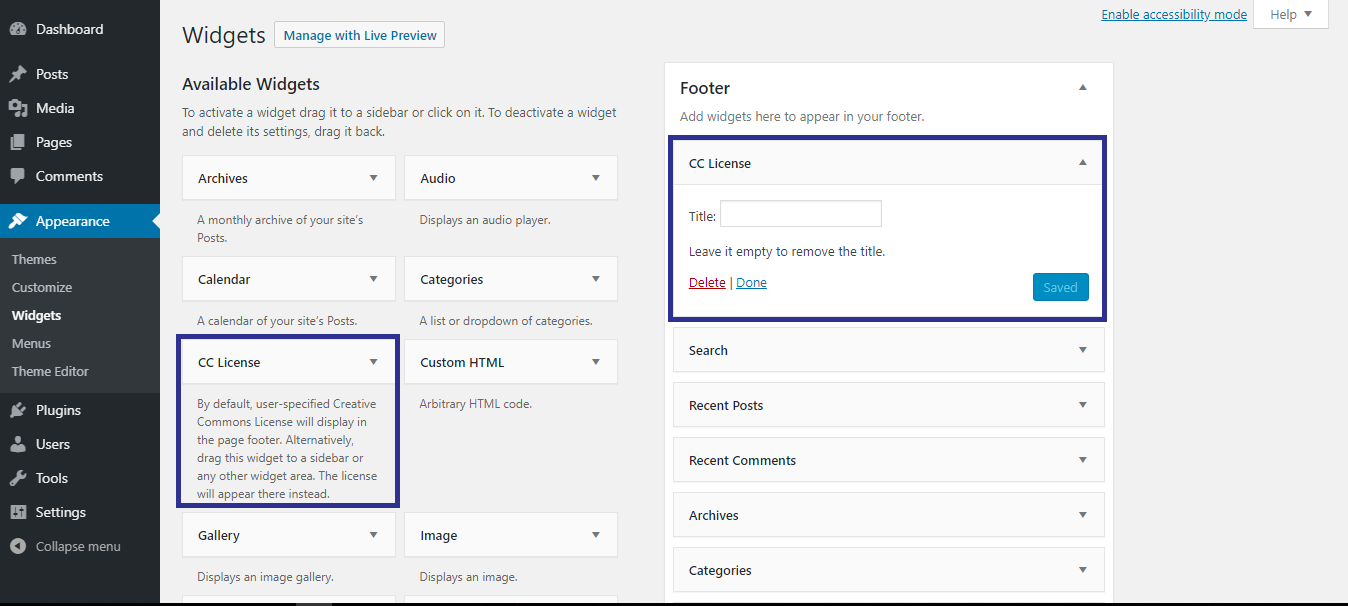 Dashboard
Posts
Media
Pages
Comments
Appearance
Themes
Customize
Widgets
Menus
Theme Editor
Plugins
Users
Tools
Settings
Collapse menu
Enable accessibility mode
Help
Widgets
Manage with Live Preview
Available Widgets
To activate a widget drag it to a sidebar or click on it. To deactivate a widget
and delete its settings, drag it back.
Archives
A monthly archive of your site’s
Posts.
Audio
Displays an audio player.
Calendar
A calendar of your site’s Posts.
Categories
A list or dropdown of categories.
CC License
By default, user-specified Creative
Commons License will display in
the page footer. Alternatively,
drag this widget to a sidebar or
any other widget area. The license
will appear there instead.
Custom HTML
Arbitrary HTML code.
Gallery
Displays an image gallery.
Image
Displays an image.
Footer
Add widgets here to appear in your footer.
CC License
Title:
Leave it empty to remove the title.
Delete | Done
Saved
Search
Recent Posts
Recent Comments
Archives
Categories